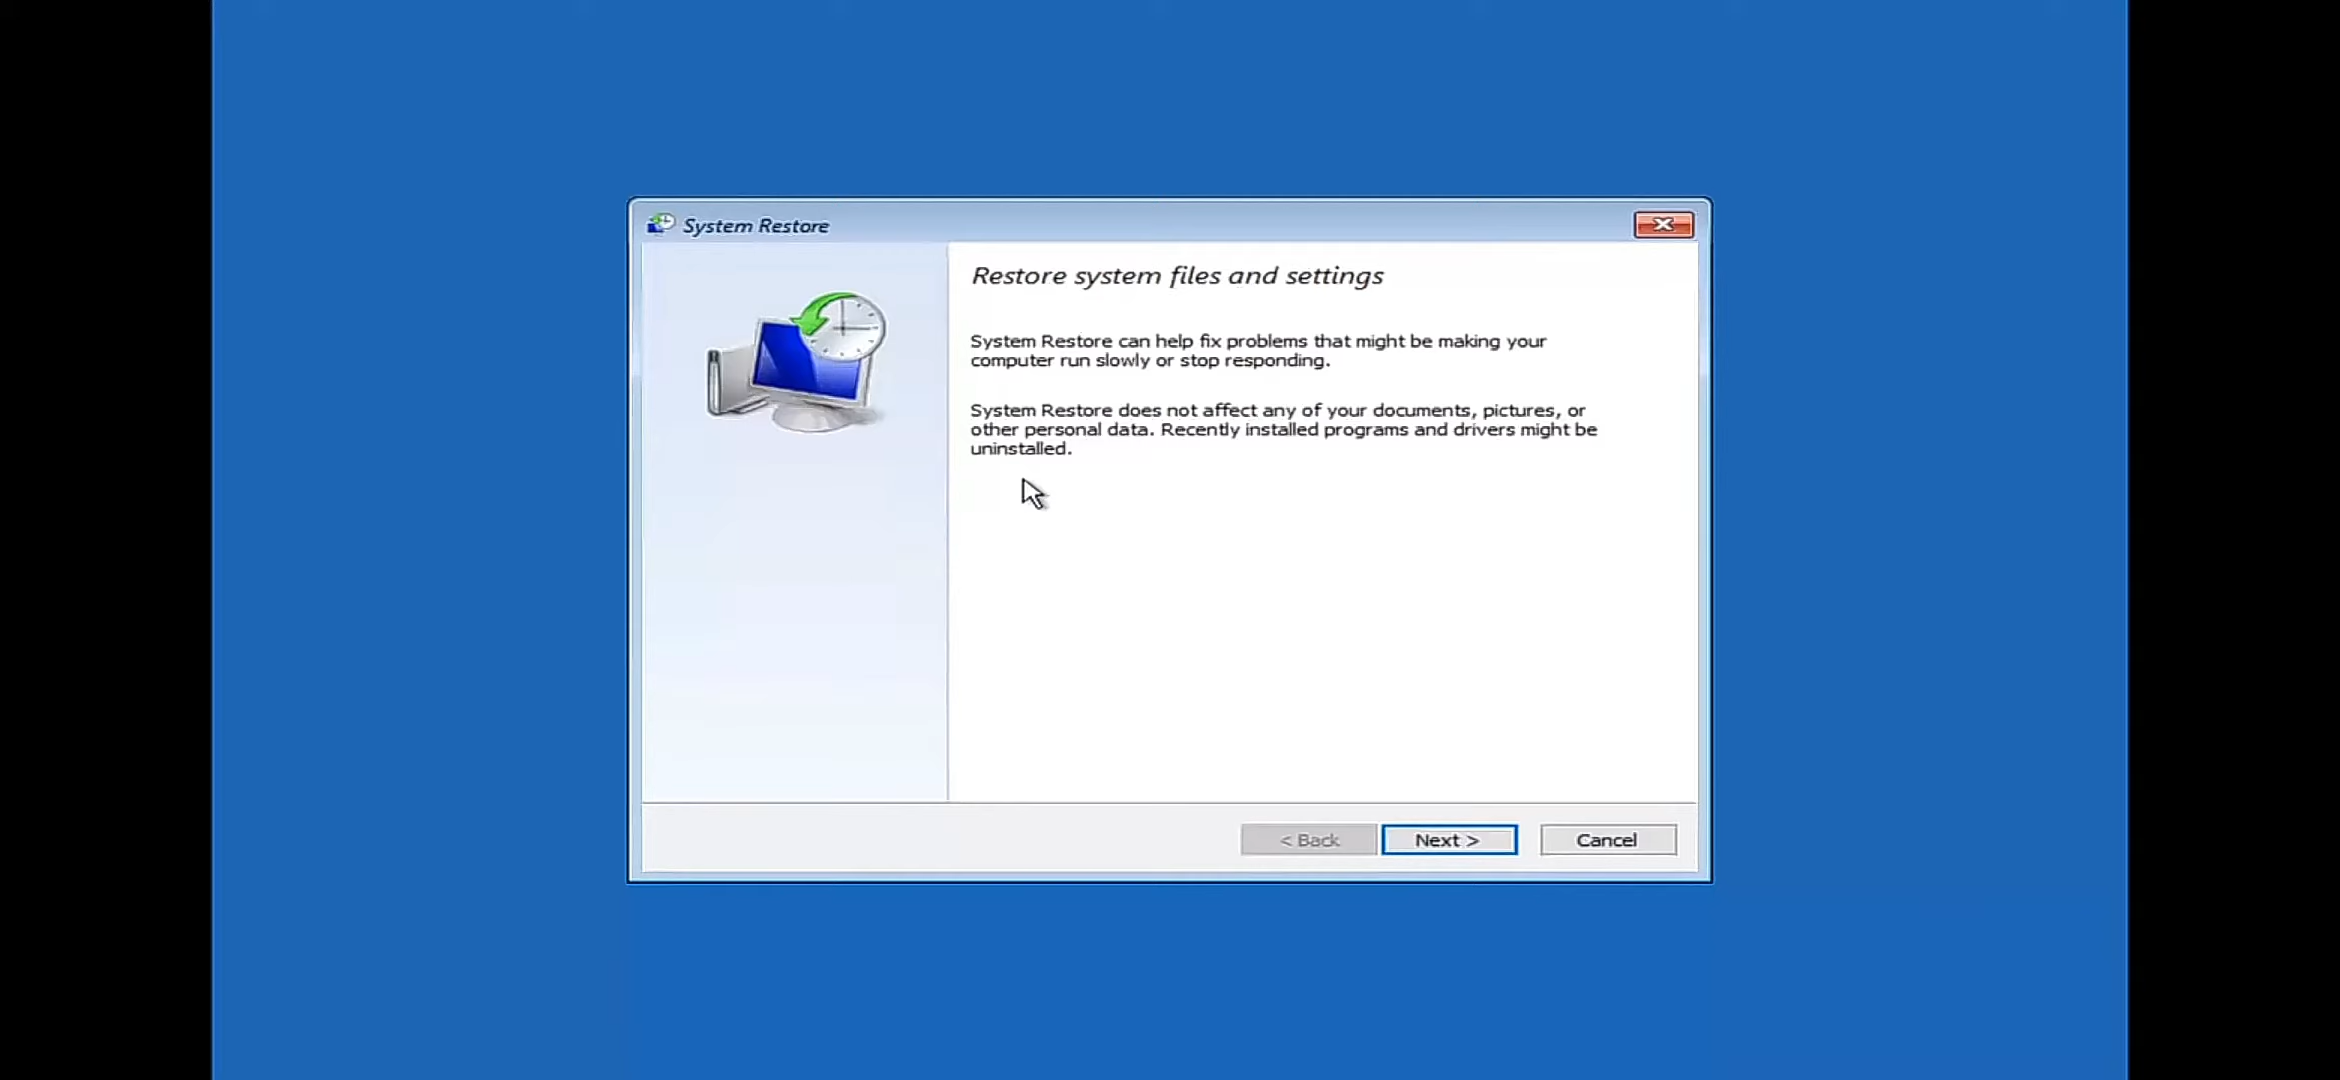 System Restore
Restore system files and settings
System Restore can help fix problems that might be making your
computer run slowly or stop responding.
System Restore does not affect any of your documents, pictures, or
other personal data. Recently installed programs and drivers might be
uninstalled.
< Back Next > Cancel